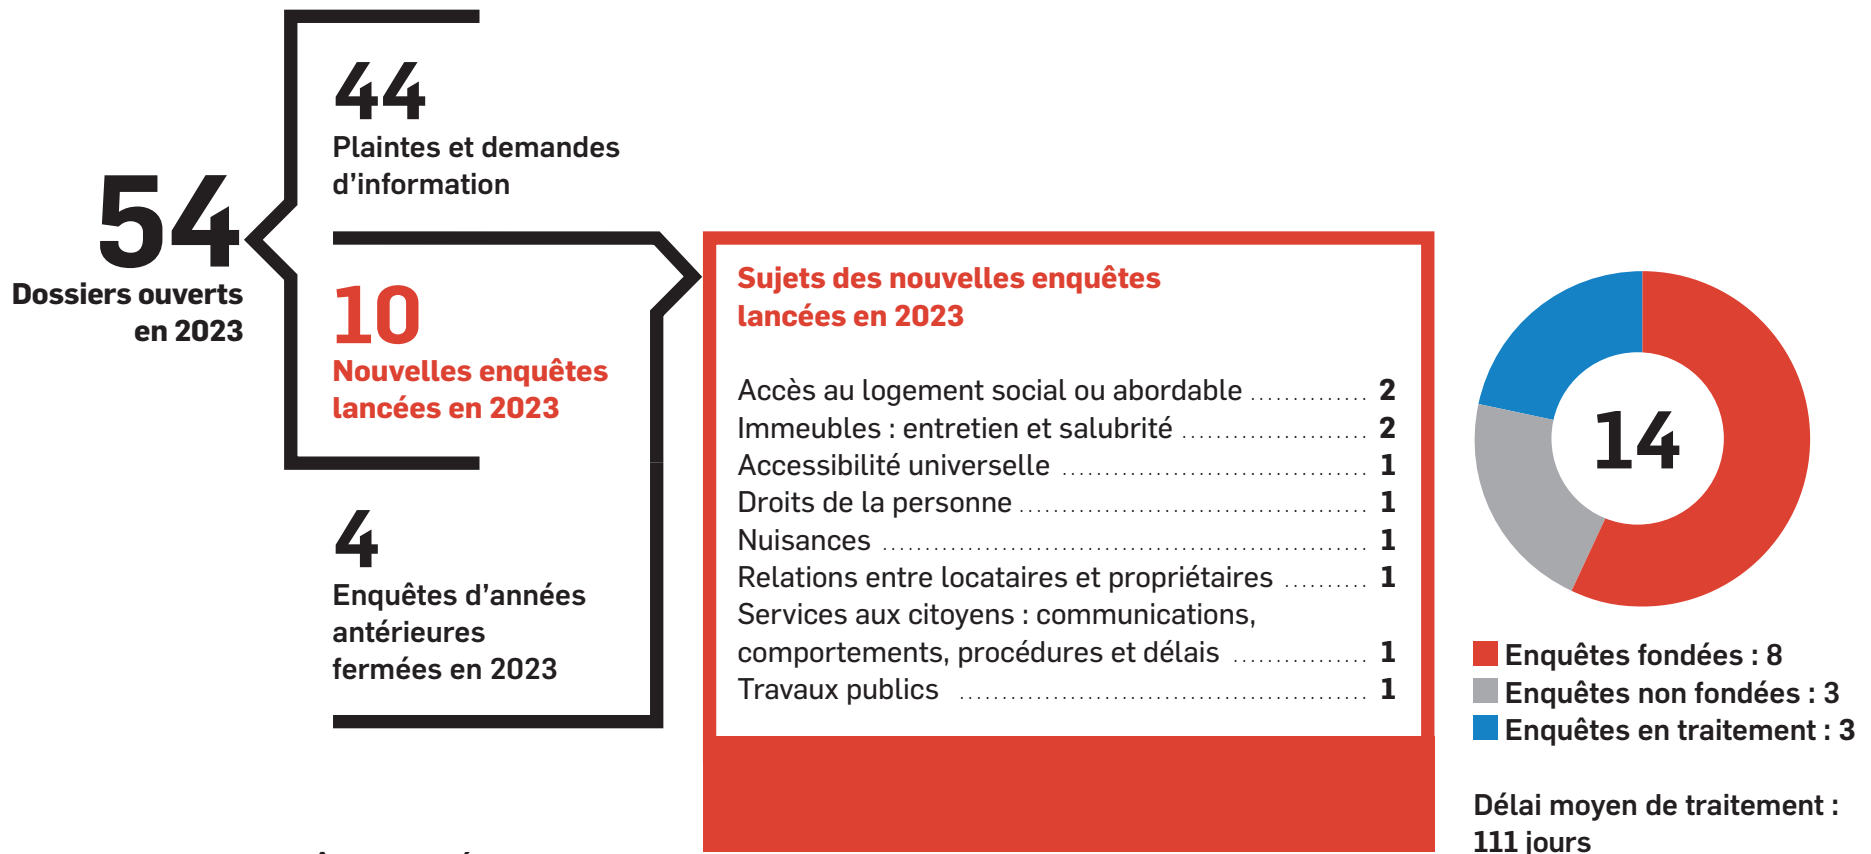 54
Dossiers ouverts
en 2023
44
Plaintes et demandes
d’information
10
Nouvelles enquêtes
lancées en 2023
4
Enquêtes d’années
antérieures
fermées en 2023
Sujets des nouvelles enquêtes
lancées en 2023
Accès au logement social ou abordable .............. 2
Immeubles : entretien et salubrité ..................... 2
Accessibilité universelle ................................... 1
Droits de la personne ........................................ 1
Nuisances ....................................................... 1
Relations entre locataires et propriétaires .......... 1
Services aux citoyens : communications,
comportements, procédures et délais ................ 1
Travaux publics ............................................... 1
14
Enquêtes fondées : 8
Enquêtes non fondées : 3
Enquêtes en traitement : 3
Délai moyen de traitement :
111 jours